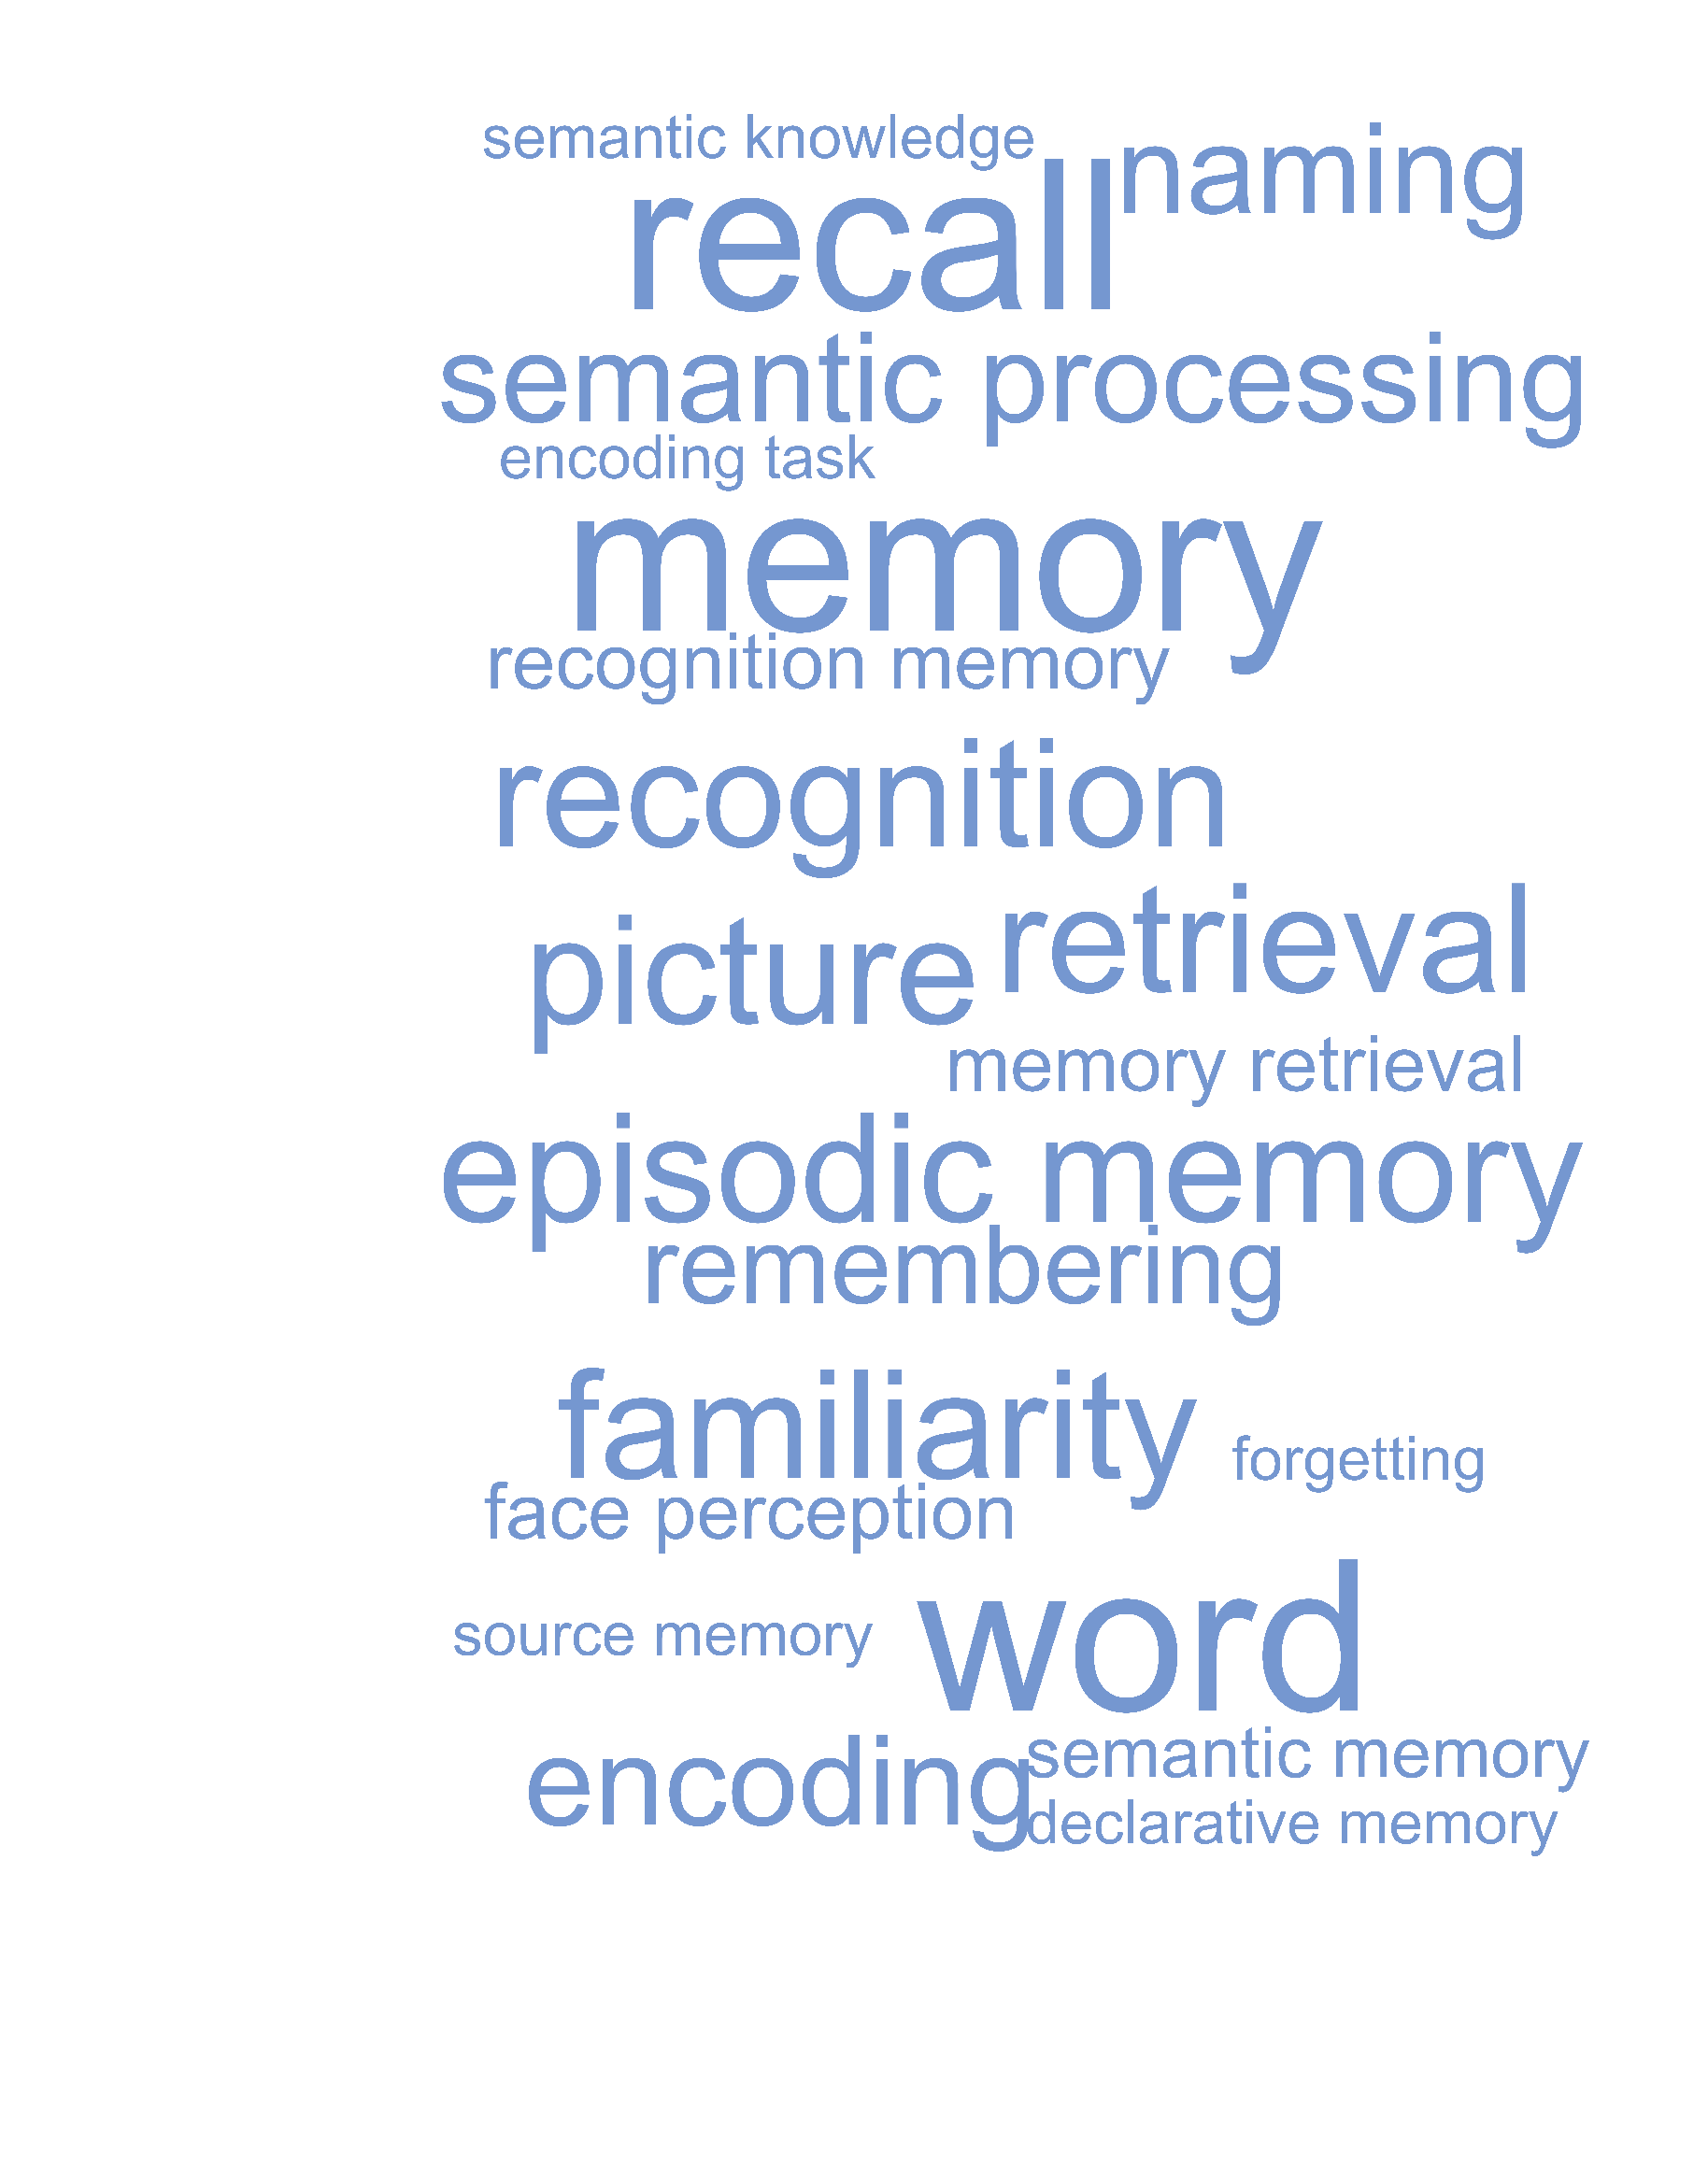 semantic knowledge
naming
recall
semantic processing
encoding task
memory
recognition memory
recognition
retrieval
picture
memory retrieval
episodic memory
remembering
familiarity
forgetting
face perception
word
source memory
semantic memory
encoding
declarative memory